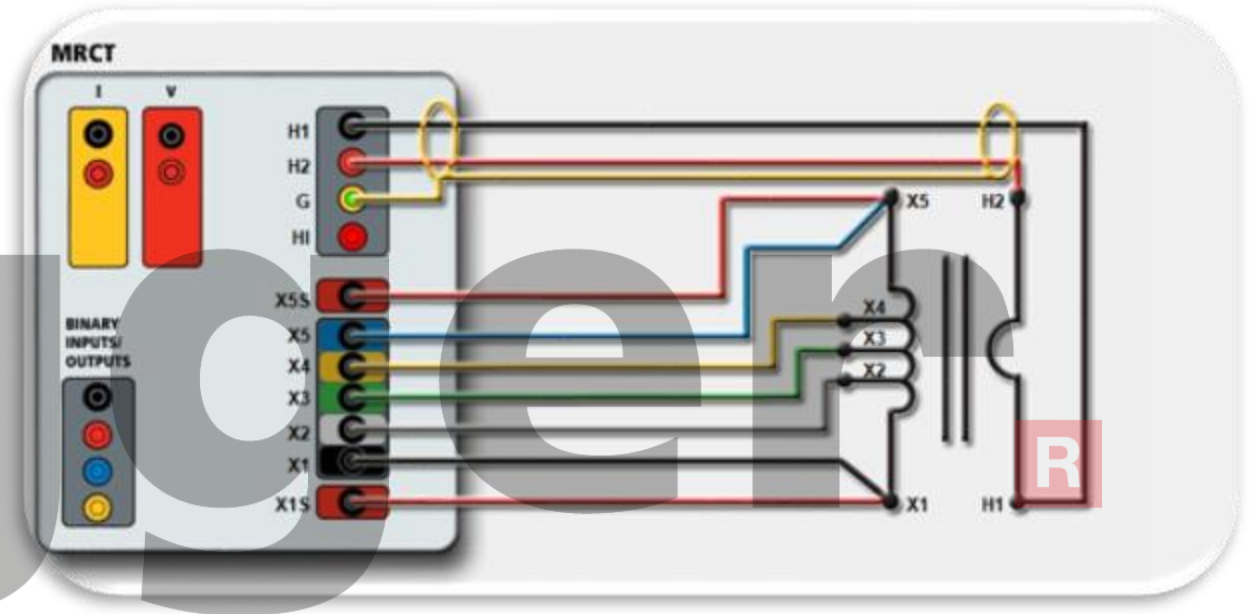 MRCT
I V
H1
H2
G
HI
X5S
X5
X4
X3
X2
X1
X1S
BINARY
INPUTS/
OUTPUTS
X5 H2
X4
X3
X2
X1 H1
ger
R